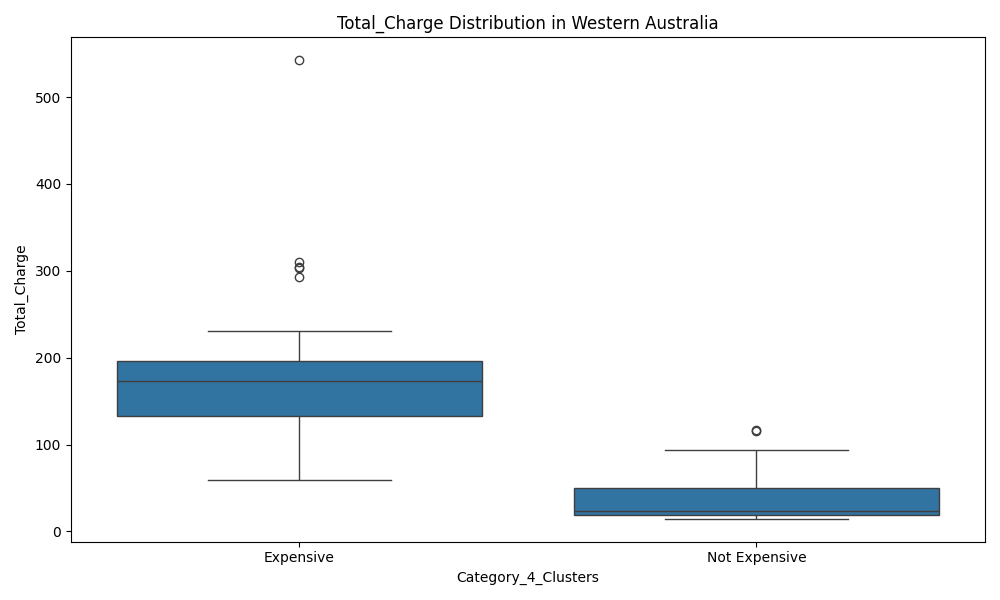 Total_Charge Distribution in Western Australia
Total_Charge
500
400
300
200
100
0
Expensive
Not Expensive
Category_4_Clusters